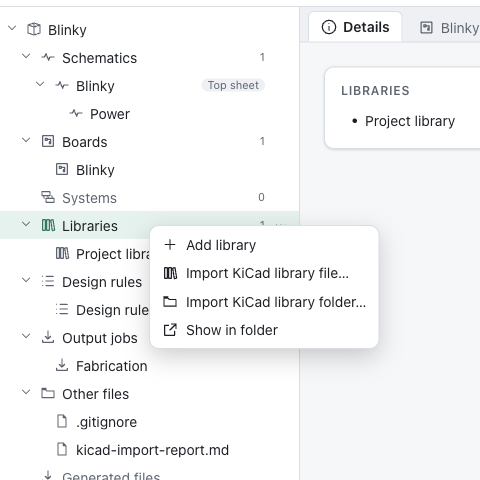 Blinky
Schematics 1
Blinky Top sheet
Power
Boards 1
Blinky
Systems 0
Libraries
Project
Design rules
Design rule
Output jobs
Fabrication
Other files
.gitignore
kicad-import-report.md
Generated files
Add library
Import KiCad library file...
Import KiCad library folder...
Show in folder
Details
Blinky
LIBRARIES
• Project library